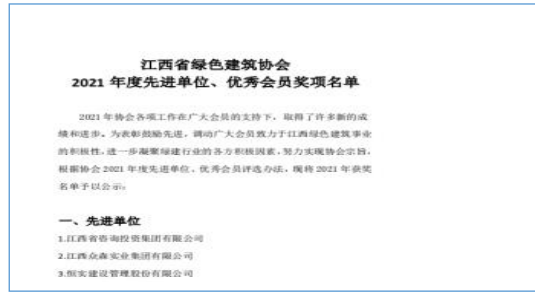 江西省绿色建筑协会
2021 年度先进单位、优秀会员奖项名单
2021 年协会各项工作在广大会员的支持下，取得了许多新的成
绩和进步。为表彰鼓励先进，调动广大会员致力于江西绿色建筑事业
的积极性，进一步凝聚绿建行业的各方积极因素，努力实现协会宗旨，
根据协会 2021 年度先进单位、优秀会员评选办法，现将 2021 年获奖
名单予以公示：
一、先进单位
1.江西省咨询投资集团有限公司
2.江西众森实业集团有限公司
3.恒实建设管理股份有限公司